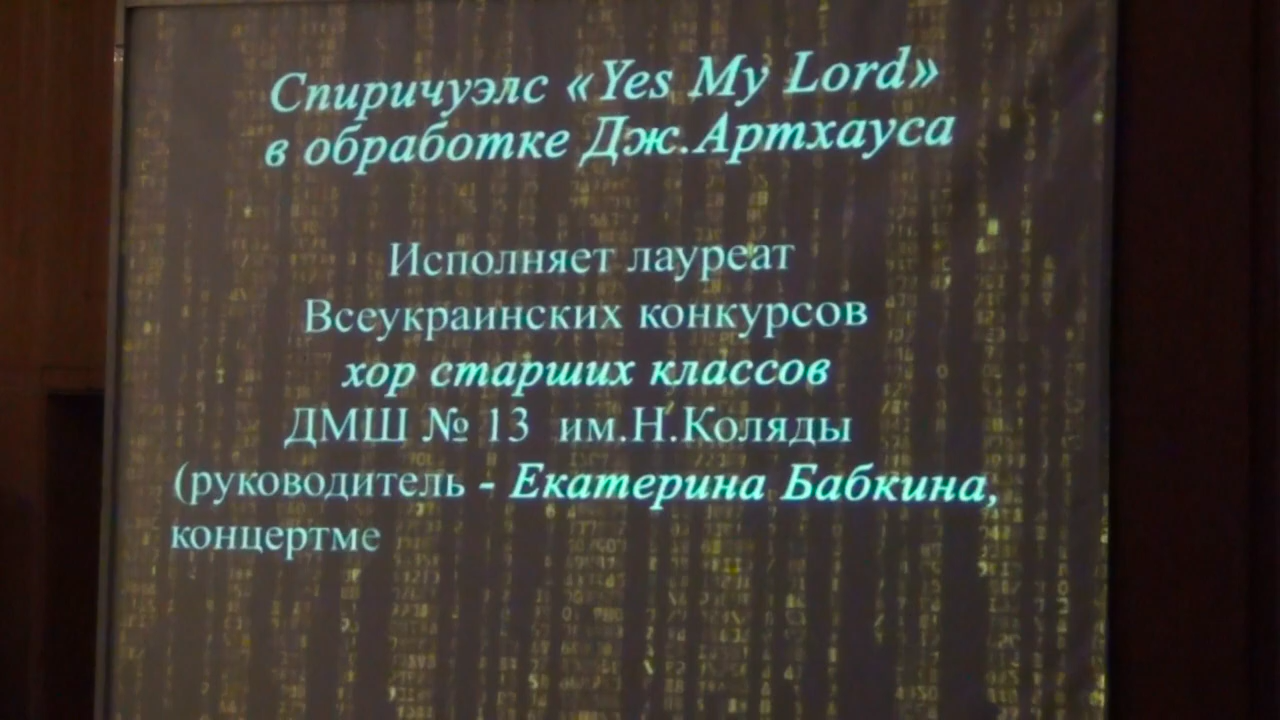 Спиричуэлс «Yes My Lord»
в обработке Дж.Артхауса
Исполняет лауреат
Всеукраинских конкурсов
хор старших классов
ДМШ № 13 им.Н.Коляды
(руководитель - Екатерина Бабкина,
концертме